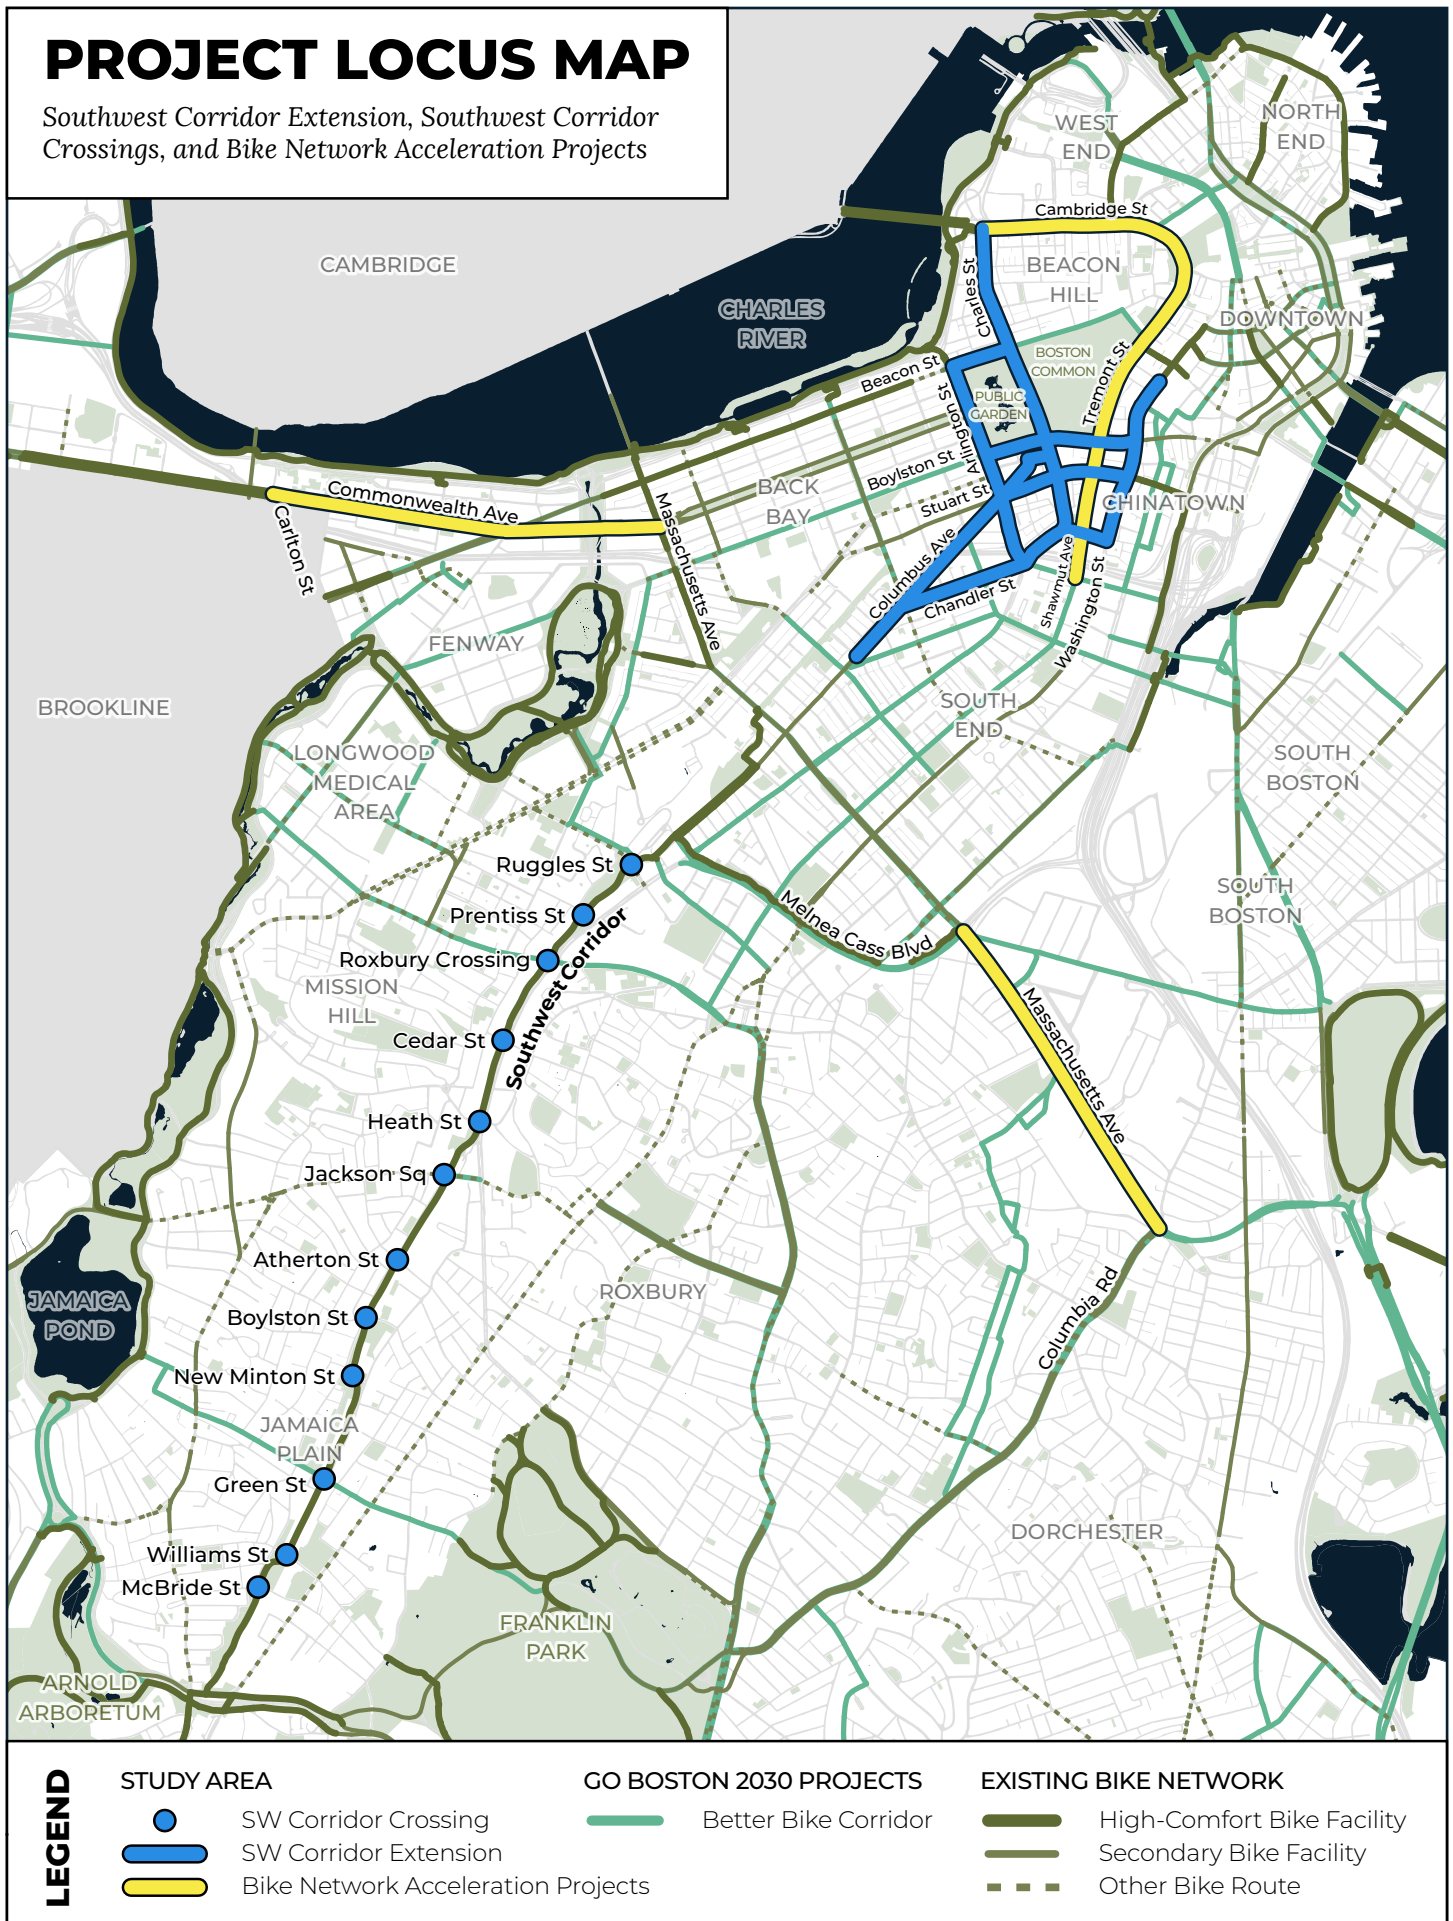 PROJECT LOCUS MAP
Southwest Corridor Extension, Southwest Corridor
Crossings, and Bike Network Acceleration Projects
WEST
END
NORTH
END
Cambridge St
CAMBRIDGE
BEACON
HILL
Charles St
CHARLES
RIVER
DOWNTOWN
BOSTON
COMMON
Tremont St
Beacon St
PUBLIC
GARDEN
Arlington St
Boylston St
Stuart St
BACK
BAY
CHINATOWN
Commonwealth Ave
Carlton St
Massachusetts Ave
Columbus Ave
Chandler St
Shawmut Ave
Washington St
FENWAY
BROOKLINE
SOUTH
END
LONGWOOD
MEDICAL
AREA
SOUTH
BOSTON
Ruggles St
SOUTH
BOSTON
Prentiss St
Melnea Cass Blvd
Roxbury Crossing
Southwest Corridor
MISSION
HILL
Massachusetts Ave
Cedar St
Heath St
Jackson Sq
Atherton St
JAMAICA
POND
ROXBURY
Boylston St
Columbia Rd
New Minton St
JAMAICA
PLAIN
Green St
DORCHESTER
Williams St
McBride St
FRANKLIN
PARK
ARNOLD
ARBORETUM
LEGEND
STUDY AREA
SW Corridor Crossing
SW Corridor Extension
Bike Network Acceleration Projects
GO BOSTON 2030 PROJECTS
Better Bike Corridor
EXISTING BIKE NETWORK
High-Comfort Bike Facility
Secondary Bike Facility
Other Bike Route